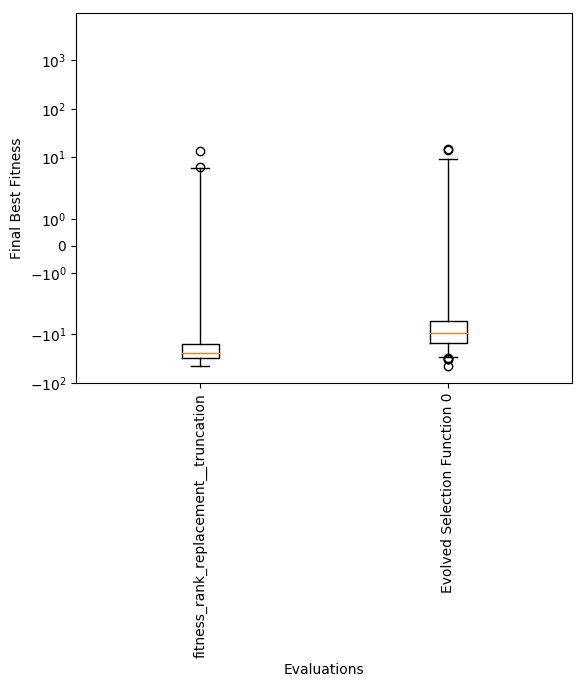 Final Best Fitness
10³
10²
10¹
10⁰
0
−10⁰
−10¹
−10²
fitness_rank_replacement__truncation
Evolved Selection Function 0
Evaluations